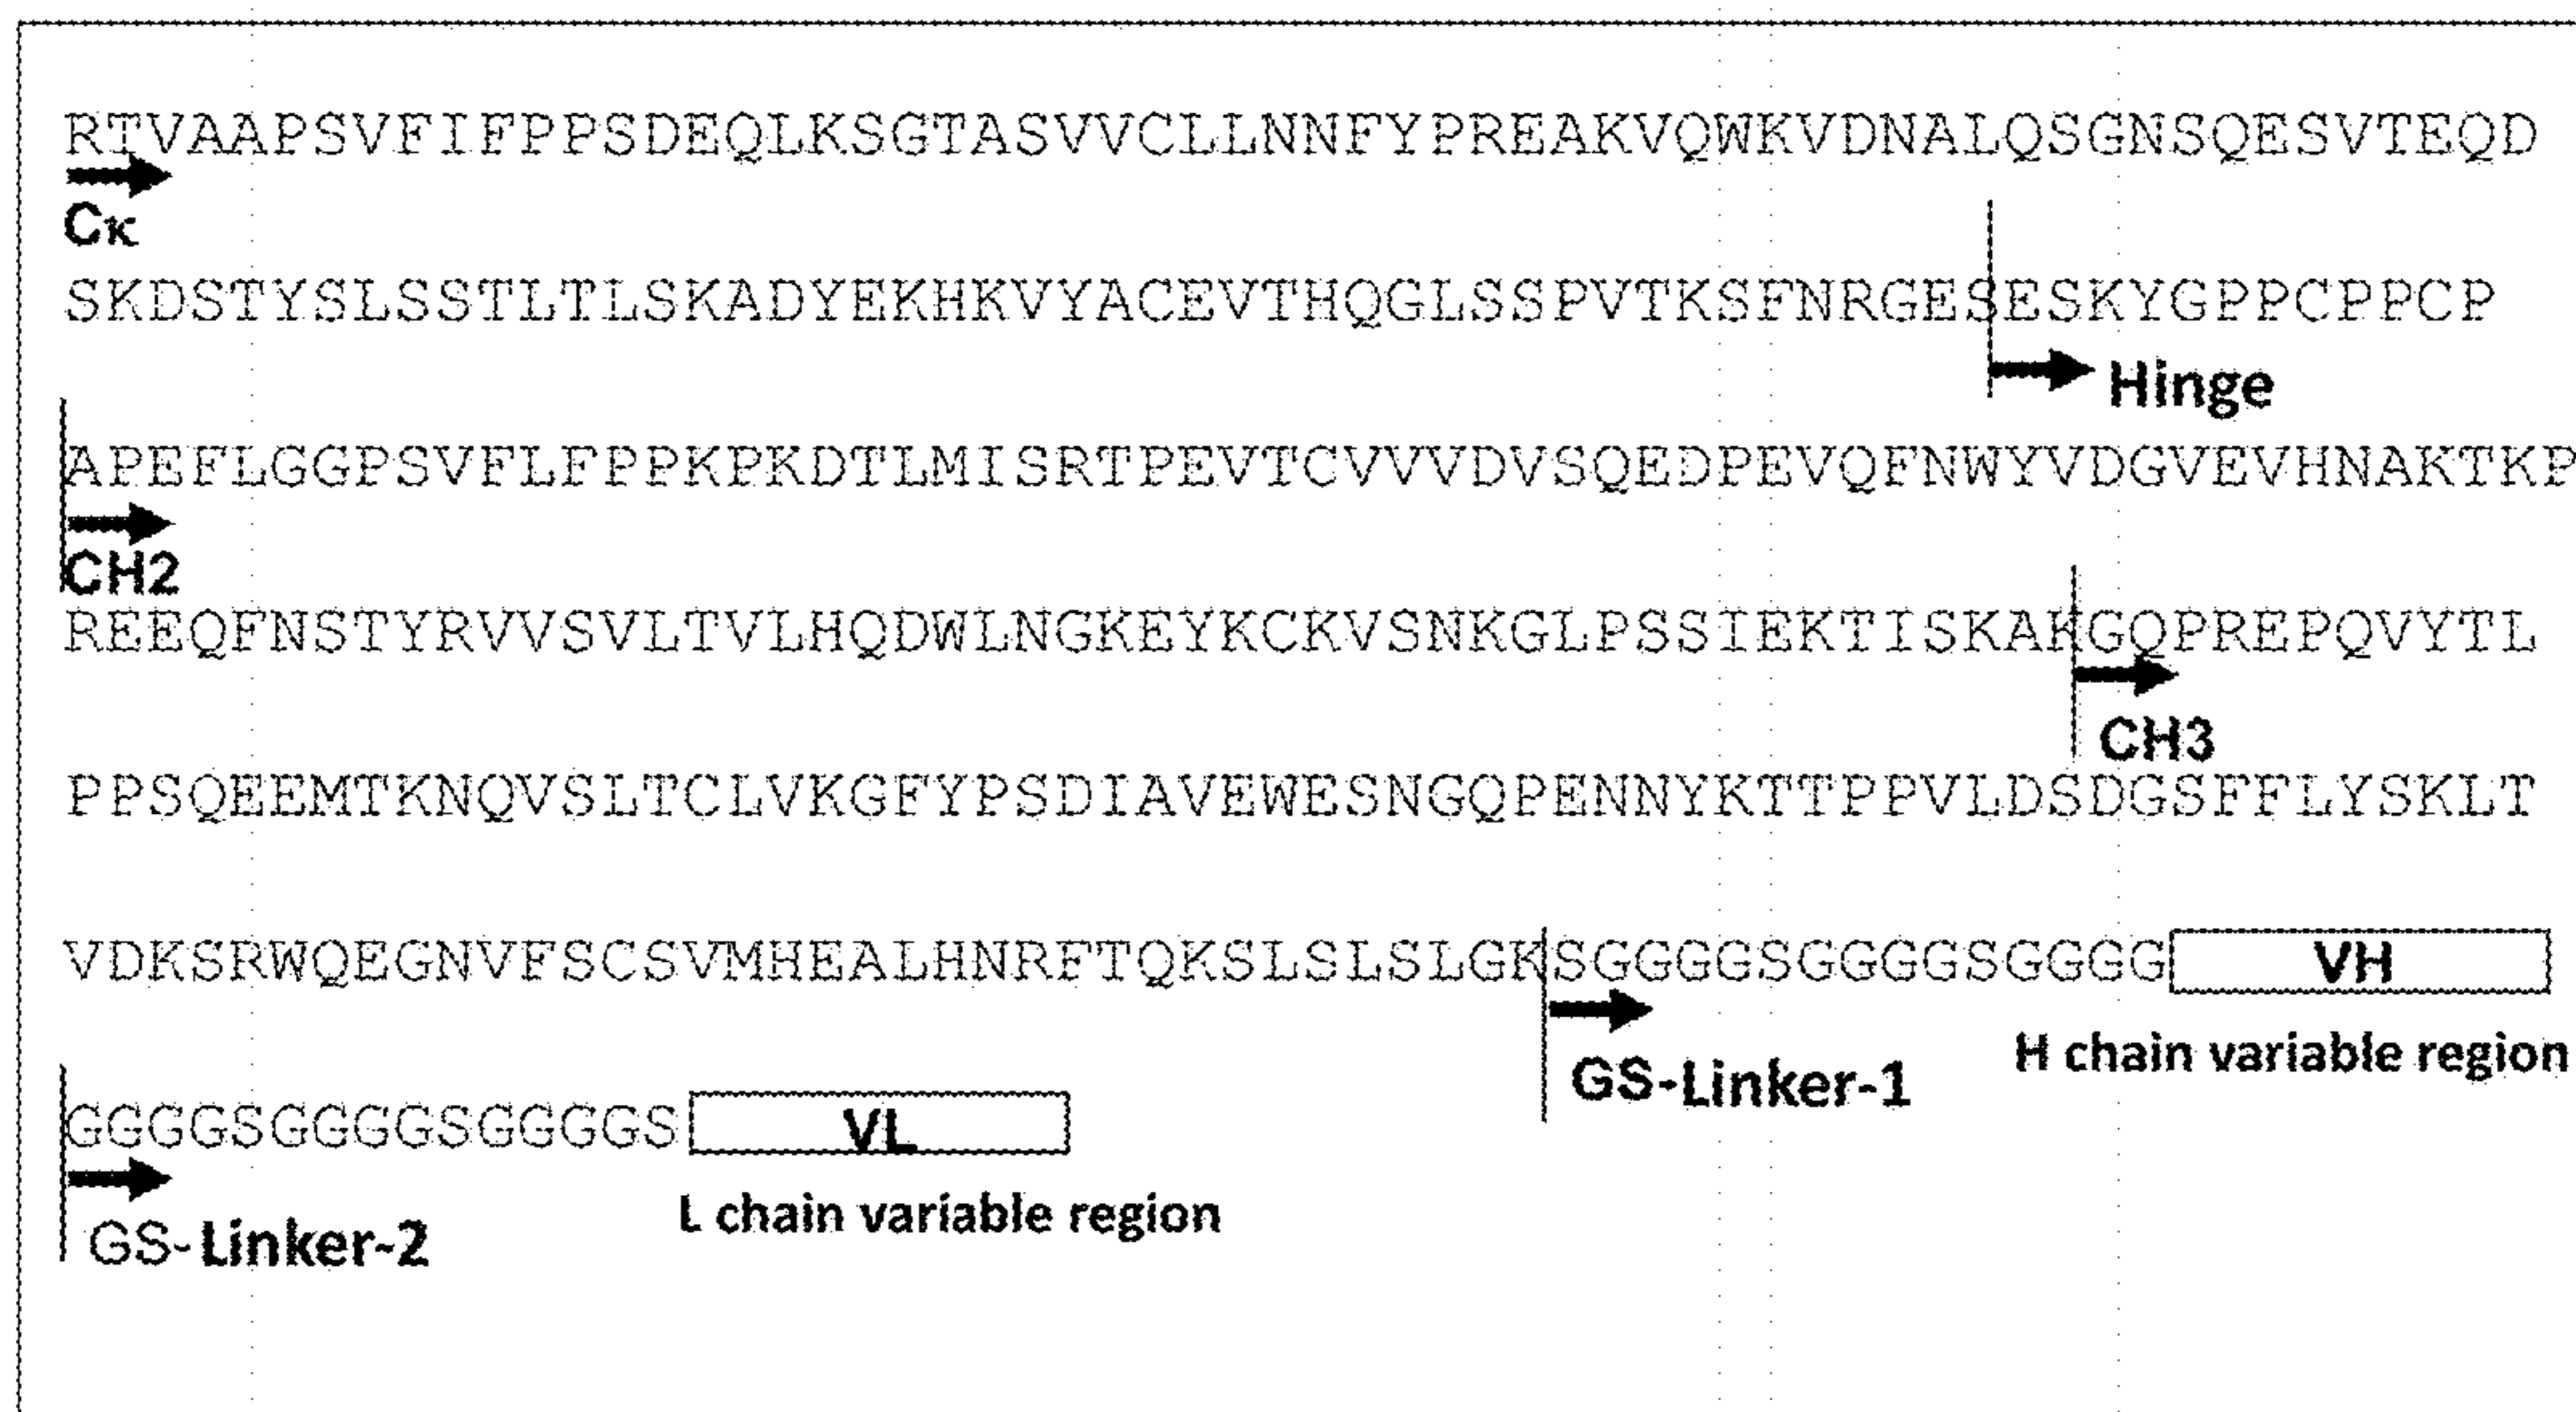 RTVAAPSVFIFPPSDEQLKSGTASVVCLLNNFYPREAKVQWKVDNALQSGNSQESVTEQD
Cκ
SKDSTYSLSSTLTLSKADYEKHKVYACEVTHQGLSSPVTKSFNRGESESKYGPPCPPCP
Hinge
APEFLGGPSVFLFPPKPKDTLMISRTPEVTCVVVDVSQEDPEVQFNWYVDGVEVHNAKTKP
CH2
REEQFNSTYRVVSVLTVLHQDWLNGKEYKCKVSNKGLPSSIEKTISKAKGQPREPQVYTL
CH3
PPSQEEMTKNQVSLTCLVKGFYPSDIAVEWESNGQPENNYKTTPPVLDSDGSFFLYSKLT
VDKSRWQEGNVFSCSVMHEALHNRFTQKSLSLSLGKSGGGGSGGGGSGGGG VH
GS-Linker-1 H chain variable region
GGGGSGGGGSGGGGS VL
GS-Linker-2 L chain variable region